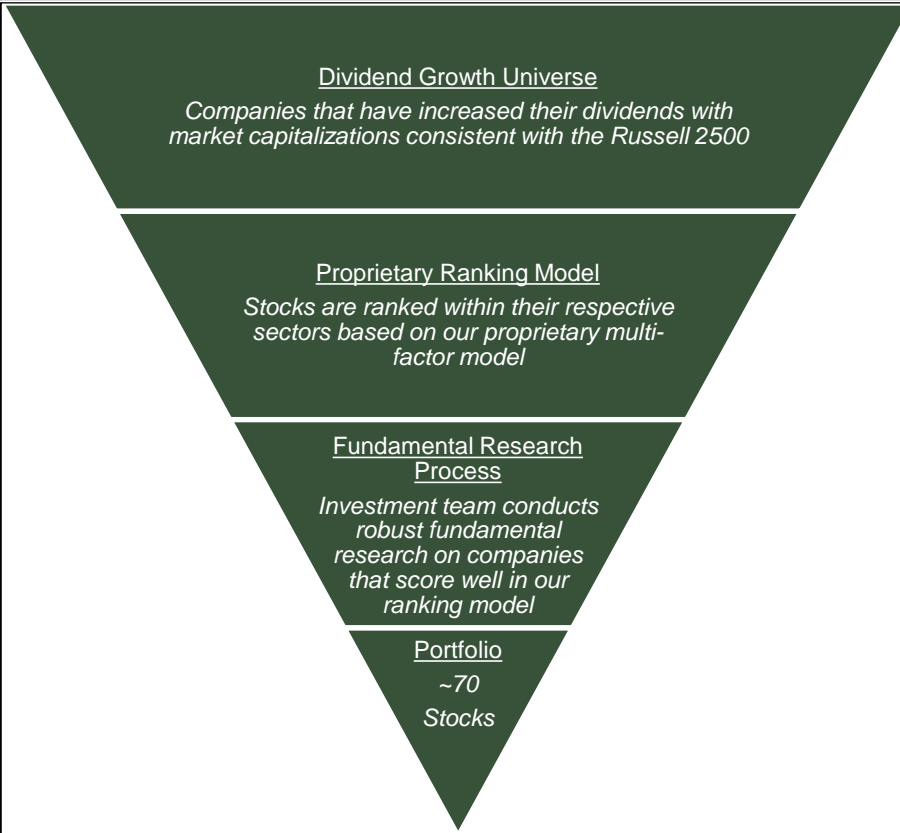 Dividend Growth Universe
Companies that have increased their dividends with
market capitalizations consistent with the Russell 2500
Proprietary Ranking Model
Stocks are ranked within their respective
sectors based on our proprietary multi-
factor model
Fundamental Research
Process
Investment team conducts
robust fundamental
research on companies
that score well in our
ranking model
Portfolio
~70
Stocks